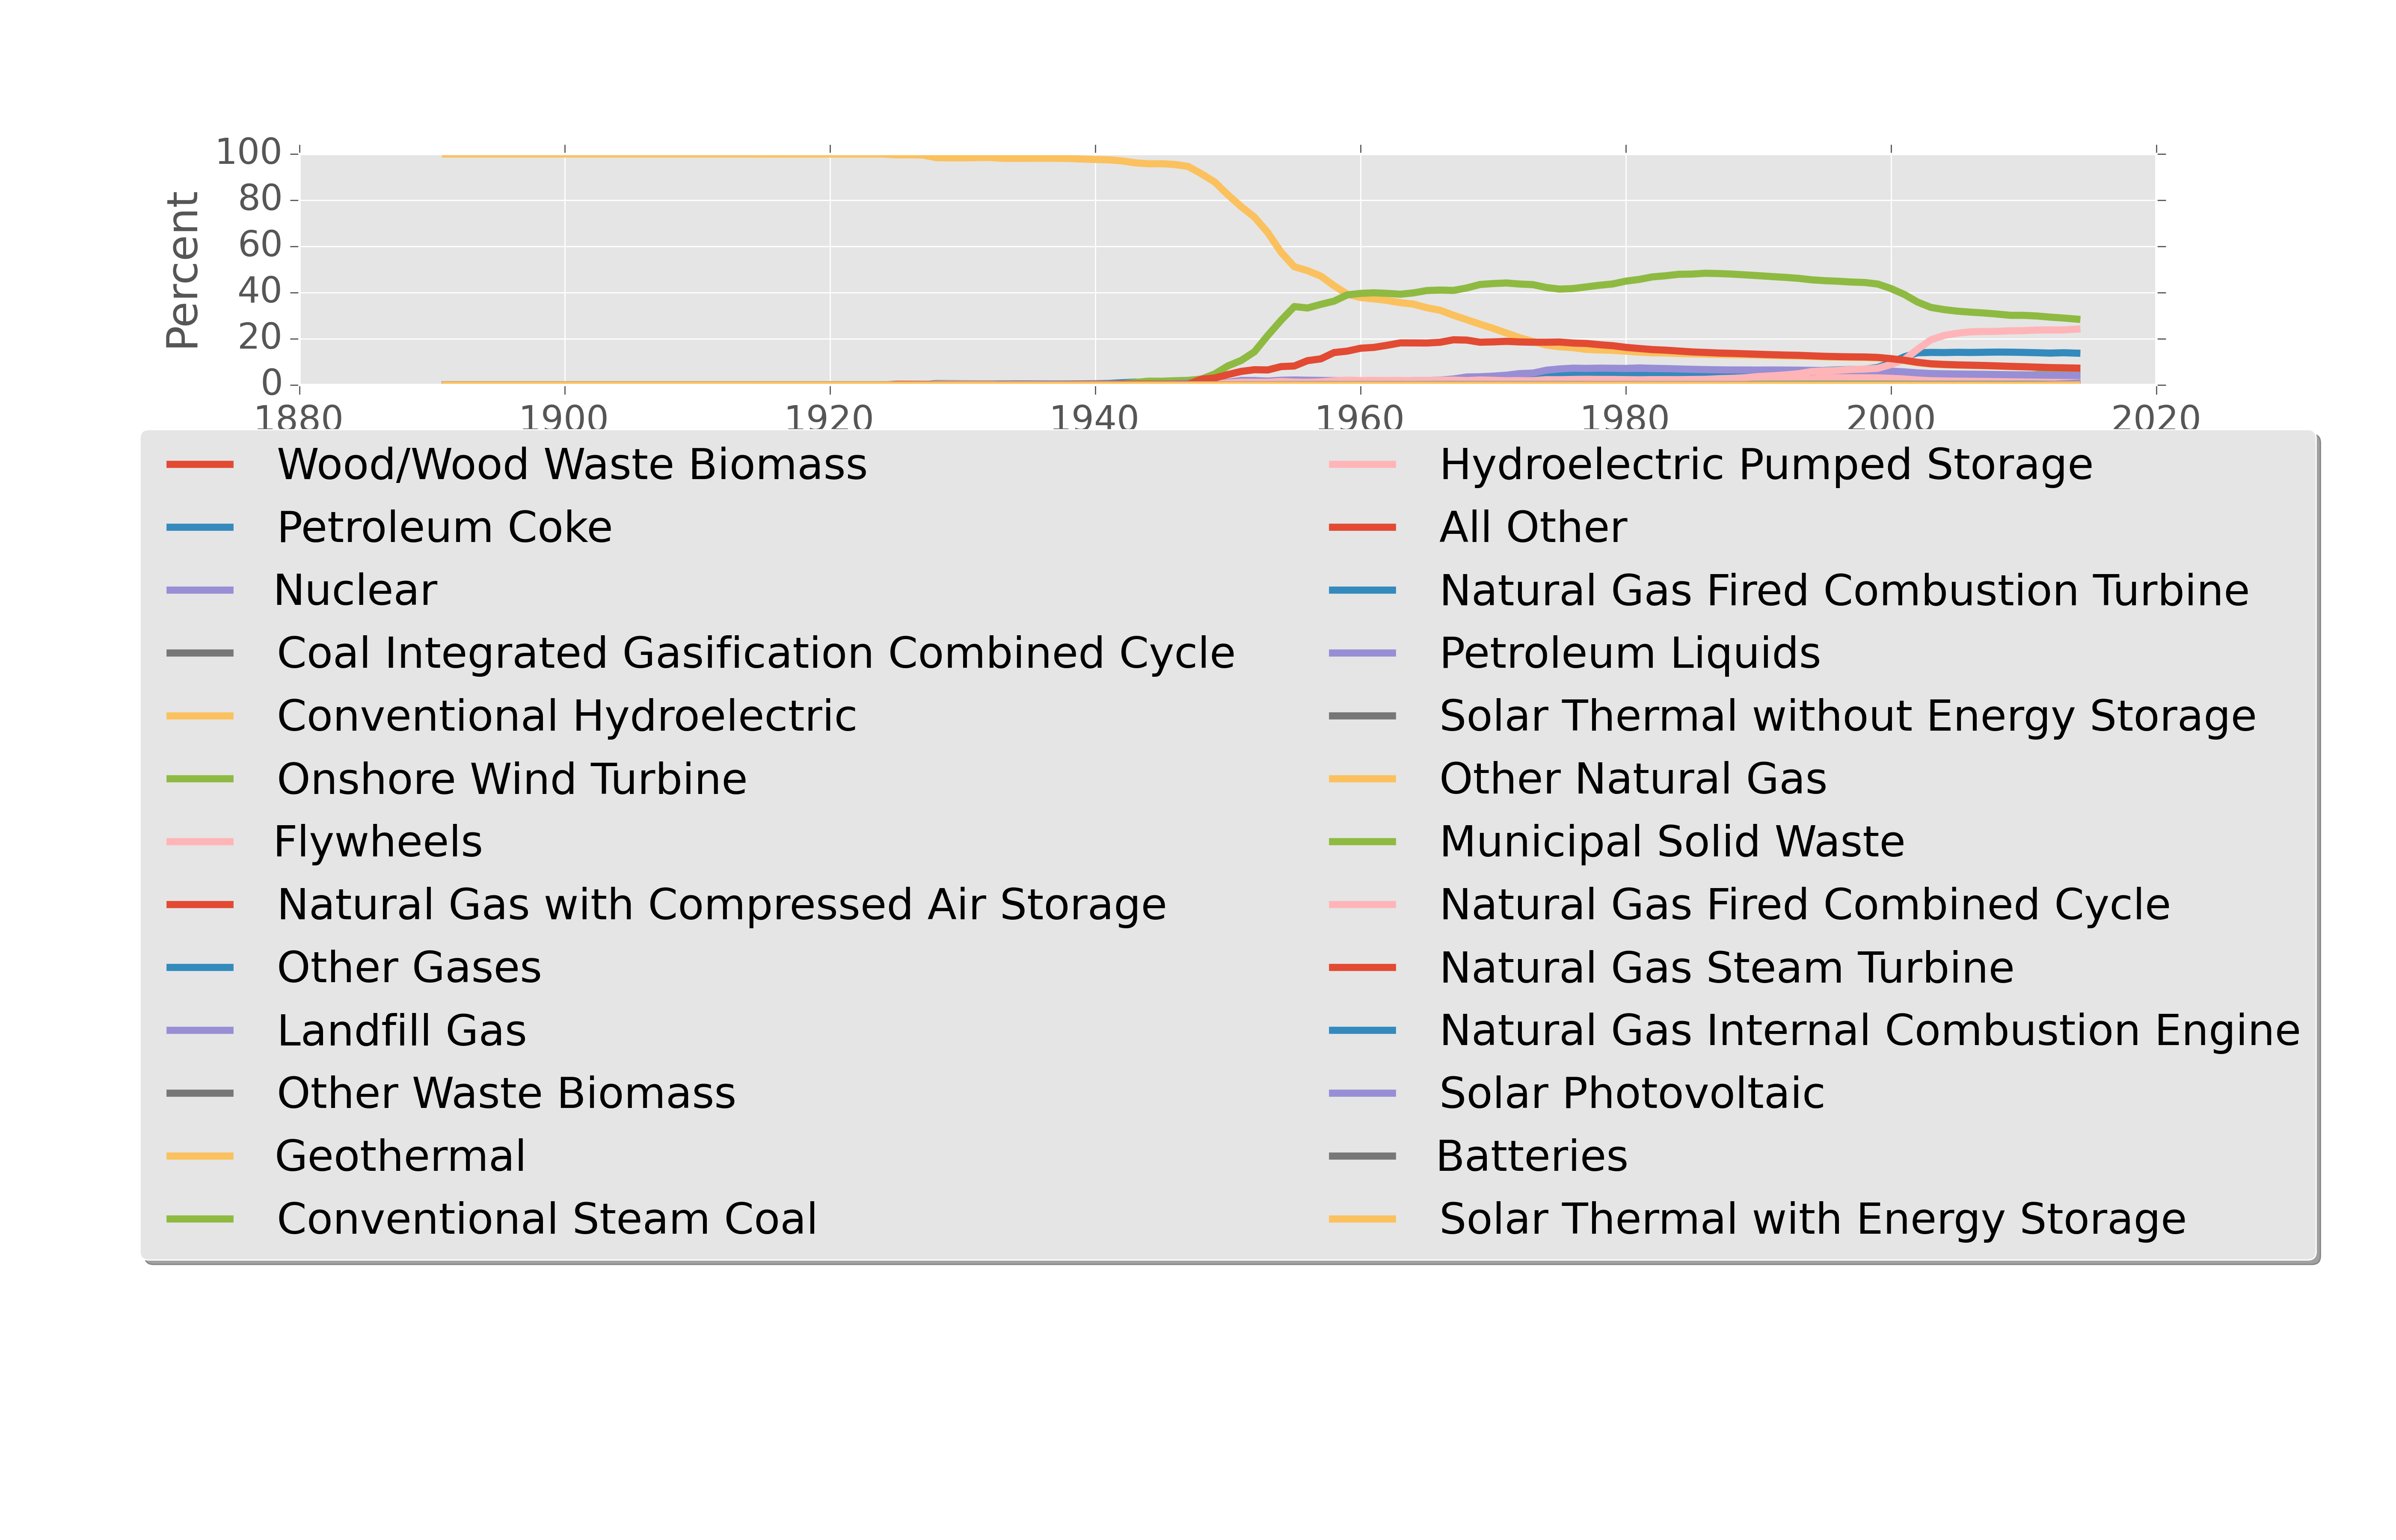 100
80
60
40
20
0
Percent
1880 1900 1920 1940 1960 1980 2000 2020
Wood/Wood Waste Biomass
Petroleum Coke
Nuclear
Coal Integrated Gasification Combined Cycle
Conventional Hydroelectric
Onshore Wind Turbine
Flywheels
Natural Gas with Compressed Air Storage
Other Gases
Landfill Gas
Other Waste Biomass
Geothermal
Conventional Steam Coal
Hydroelectric Pumped Storage
All Other
Natural Gas Fired Combustion Turbine
Petroleum Liquids
Solar Thermal without Energy Storage
Other Natural Gas
Municipal Solid Waste
Natural Gas Fired Combined Cycle
Natural Gas Steam Turbine
Natural Gas Internal Combustion Engine
Solar Photovoltaic
Batteries
Solar Thermal with Energy Storage